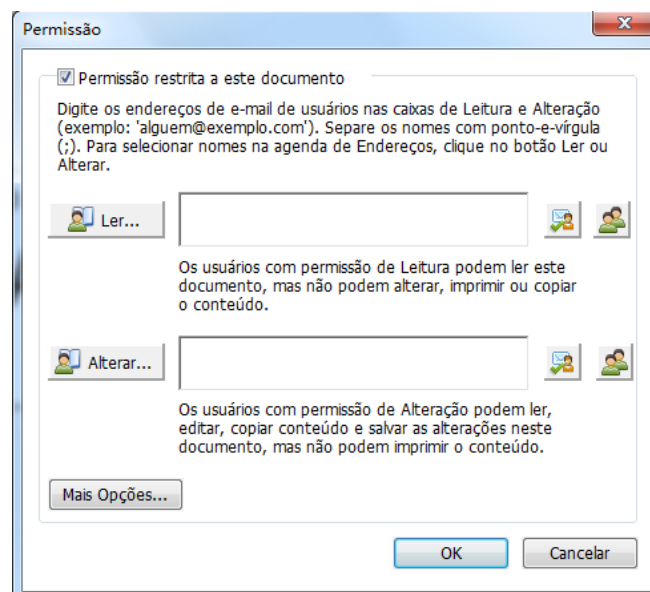 Permissão
Permissão restrita a este documento
Digite os endereços de e-mail de usuários nas caixas de Leitura e Alteração
(exemplo: 'alguem@exemplo.com'). Separe os nomes com ponto-e-vírgula
(;). Para selecionar nomes na agenda de Endereços, clique no botão Ler ou
Alterar.
Ler...
Os usuários com permissão de Leitura podem ler este
documento, mas não podem alterar, imprimir ou copiar
o conteúdo.
Alterar...
Os usuários com permissão de Alteração podem ler,
editar, copiar conteúdo e salvar as alterações neste
documento, mas não podem imprimir o conteúdo.
Mais Opções...
OK
Cancelar